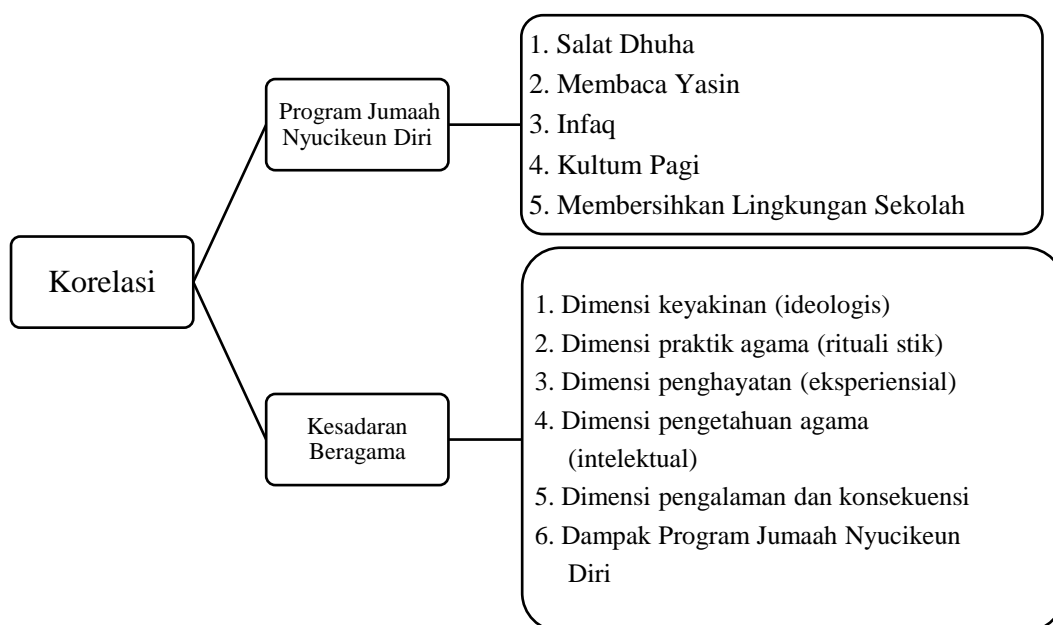 Korelasi
Program Jumaah
Nyucikeun Diri
1. Salat Dhuha
2. Membaca Yasin
3. Infaq
4. Kultum Pagi
5. Membersihkan Lingkungan Sekolah
Kesadaran
Beragama
1. Dimensi keyakinan (ideologis)
2. Dimensi praktik agama (rituali stik)
3. Dimensi penghayatan (eksperiensial)
4. Dimensi pengetahuan agama
(intelektual)
5. Dimensi pengalaman dan konsekuensi
6. Dampak Program Jumaah Nyucikeun
Diri